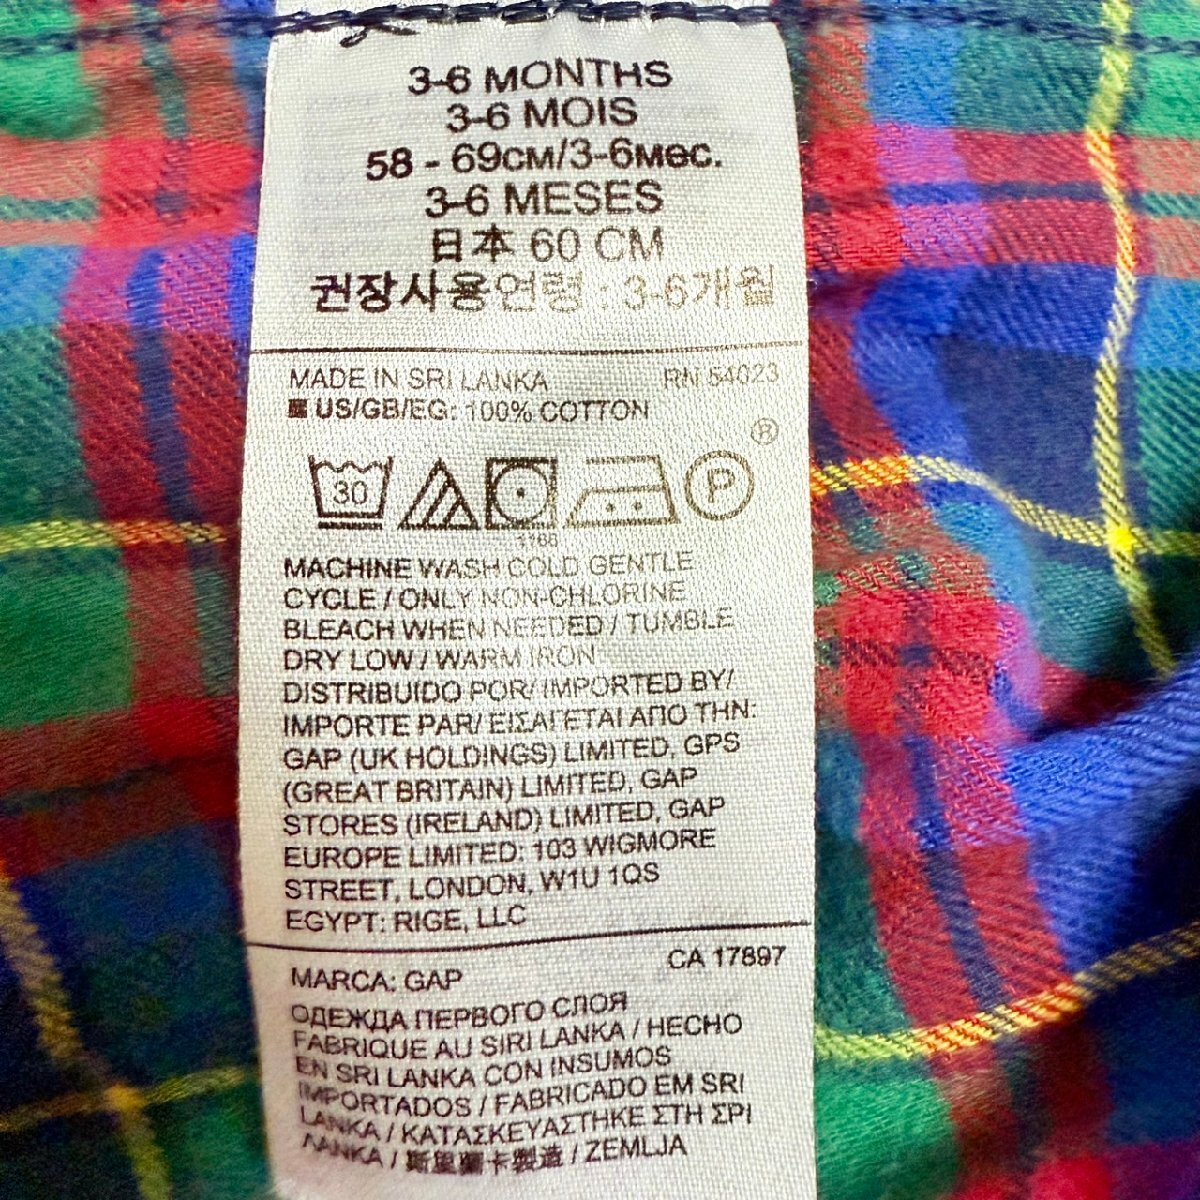 3-6 MONTHS
3-6 MOIS
58 - 69см/3-6мес.
3-6 MESES
日本 60 CM
권장사용연령 : 3-6개월
MADE IN SRI LANKA RN 54023
US/GB/EG: 100% COTTON
®
30 P
1166
MACHINE WASH COLD GENTLE
CYCLE / ONLY NON-CHLORINE
BLEACH WHEN NEEDED / TUMBLE
DRY LOW / WARM IRON
DISTRIBUIDO POR/ IMPORTED BY/
IMPORTE PAR/ ΕΙΣΑΓΕΤΑΙ ΑΠΟ ΤΗΝ:
GAP (UK HOLDINGS) LIMITED, GPS
(GREAT BRITAIN) LIMITED, GAP
STORES (IRELAND) LIMITED, GAP
EUROPE LIMITED: 103 WIGMORE
STREET, LONDON, W1U 1QS
EGYPT: RIGE, LLC
MARCA: GAP CA 17897
ОДЕЖДА ПЕРВОГО СЛОЯ
FABRIQUE AU SIRI LANKA / HECHO
EN SRI LANKA CON INSUMOS
IMPORTADOS / FABRICADO EM SRI
LANKA / ΚΑΤΑΣΚΕΥΑΣΤΗΚΕ ΣΤΗ ΣΡΙ
ΛΑΝΚΑ / 斯里蘭卡製造 / ZEMLJA